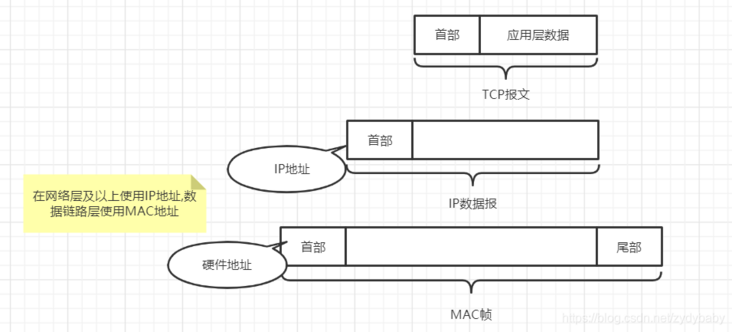 首部
应用层数据
TCP报文
首部
IP地址
IP数据报
在网络层及以上使用IP地址,数
据链路层使用MAC地址
首部
尾部
硬件地址
MAC帧
https://blog.csdn.net/zydybaby_